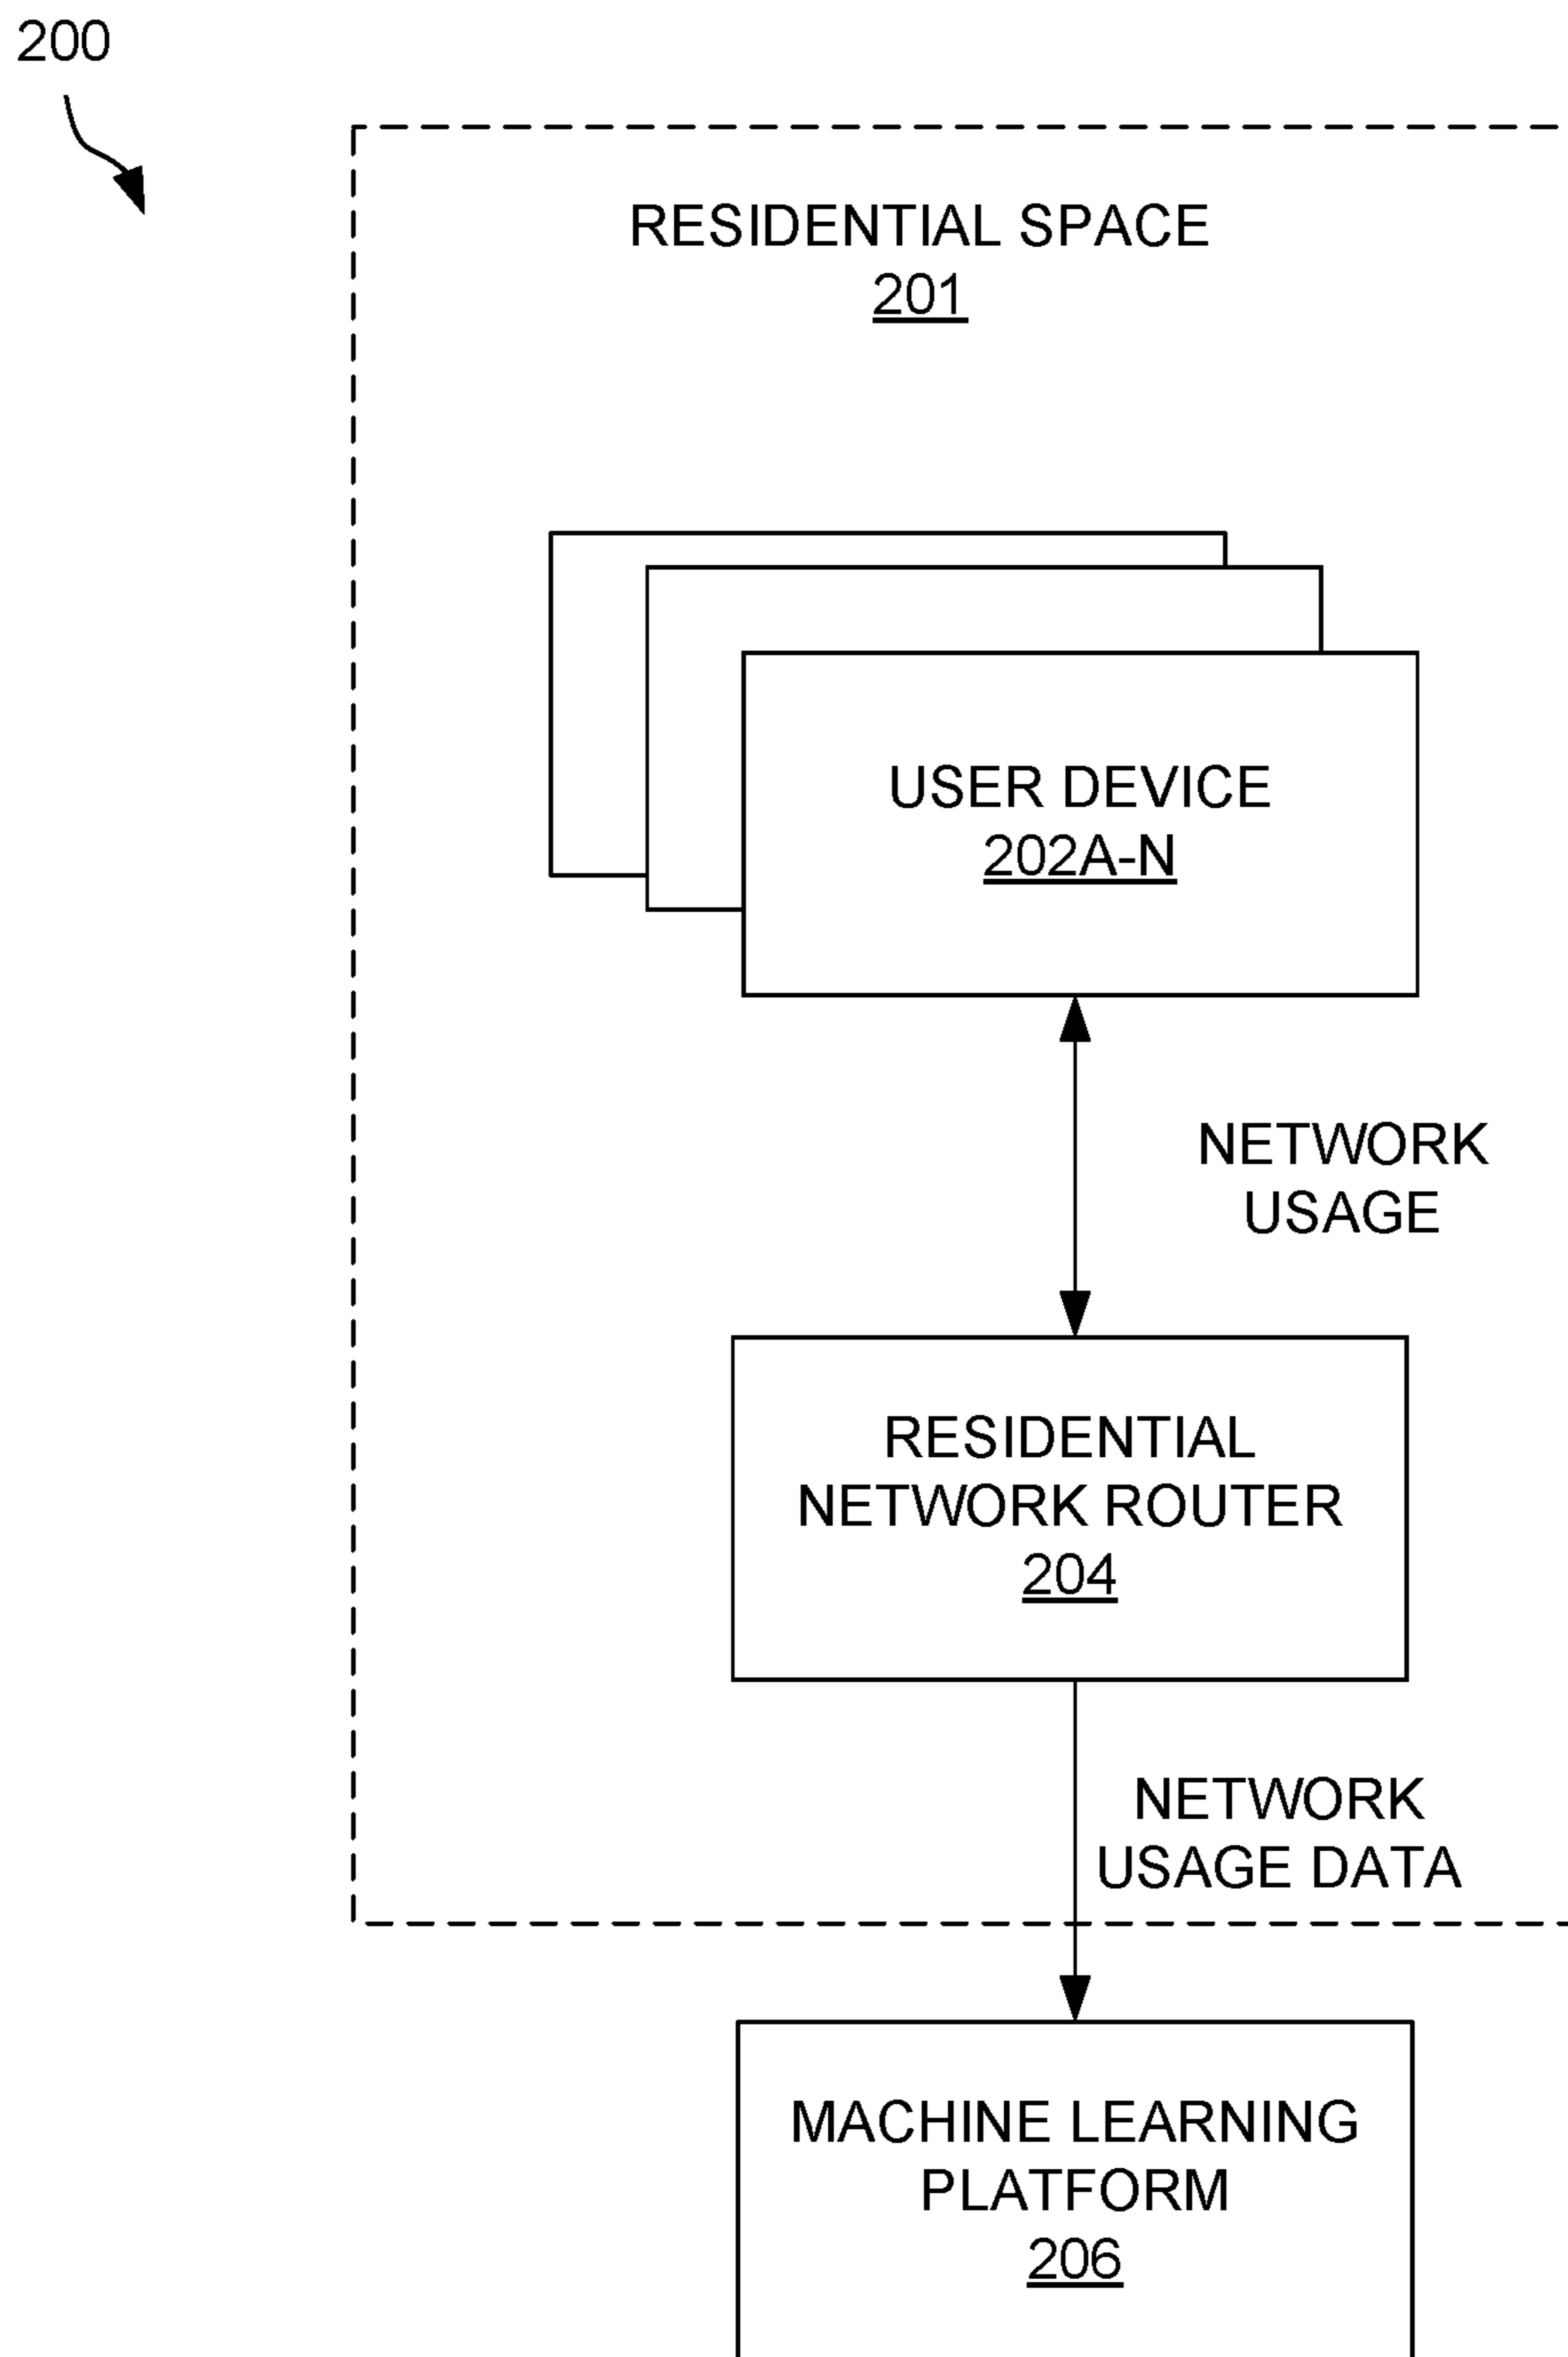 200
RESIDENTIAL SPACE
201
USER DEVICE
202A-N
NETWORK
USAGE
RESIDENTIAL
NETWORK ROUTER
204
NETWORK
USAGE DATA
MACHINE LEARNING
PLATFORM
206